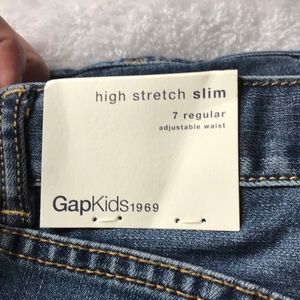 high stretch slim
7 regular
adjustable waist
GapKids1969